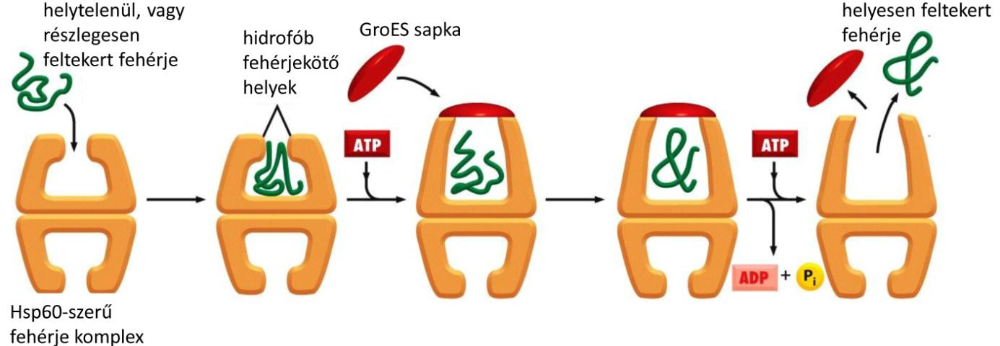 helytelenül, vagy
részlegesen
feltekert fehérje
hidrofób
fehérjekötő
helyek
GroES sapka
helyesen feltekert
fehérje
ATP
ATP
ADP + Pi
Hsp60-szerű
fehérje komplex